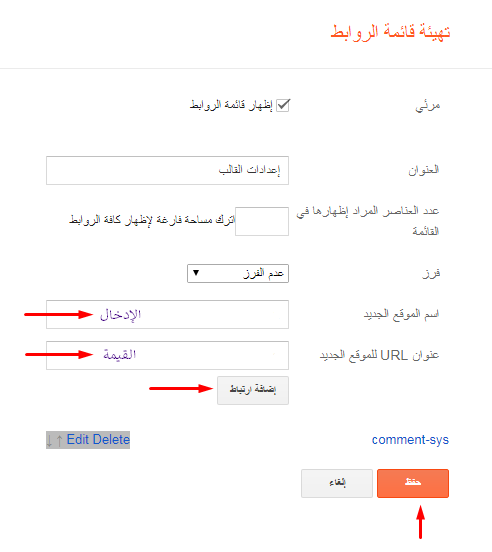 تهيئة قائمة الروابط
مرئي
إظهار قائمة الروابط
العنوان
إعدادات القالب
عدد العناصر المراد إظهارها في القائمة
اترك مساحة فارغة لإظهار كافة الروابط
فرز
عدم الفرز
اسم الموقع الجديد
الإدخال
عنوان URL للموقع الجديد
القيمة
إضافة ارتباط
comment-sys
↓ ↑ Edit Delete
حفظ
إلغاء